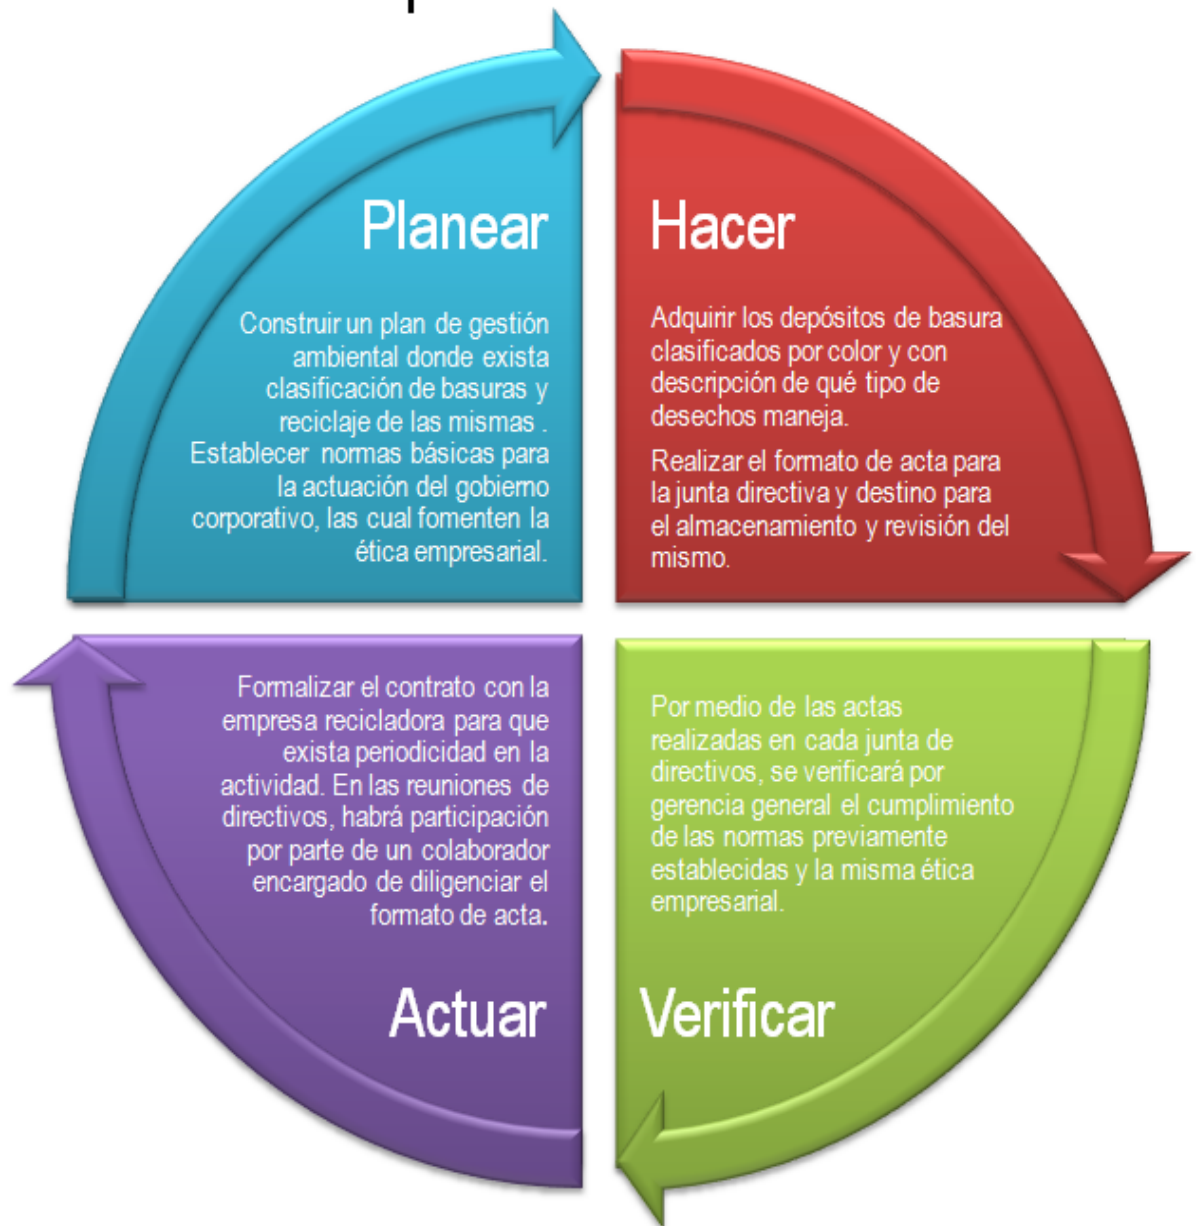 Planear
Construir un plan de gestión
ambiental donde exista
clasificación de basuras y
reciclaje de las mismas .
Establecer normas básicas para
la actuación del gobierno
corporativo, las cual fomenten la
ética empresarial.
Hacer
Adquirir los depósitos de basura
clasificados por color y con
descripción de qué tipo de
desechos maneja.
Realizar el formato de acta para
la junta directiva y destino para
el almacenamiento y revisión del
mismo.
Formalizar el contrato con la
empresa recicladora para que
exista periodicidad en la
actividad. En las reuniones de
directivos, habrá participación
por parte de un colaborador
encargado de diligenciar el
formato de acta.
Actuar
Por medio de las actas
realizadas en cada junta de
directivos, se verificará por
gerencia general el cumplimiento
de las normas previamente
establecidas y la misma ética
empresarial.
Verificar